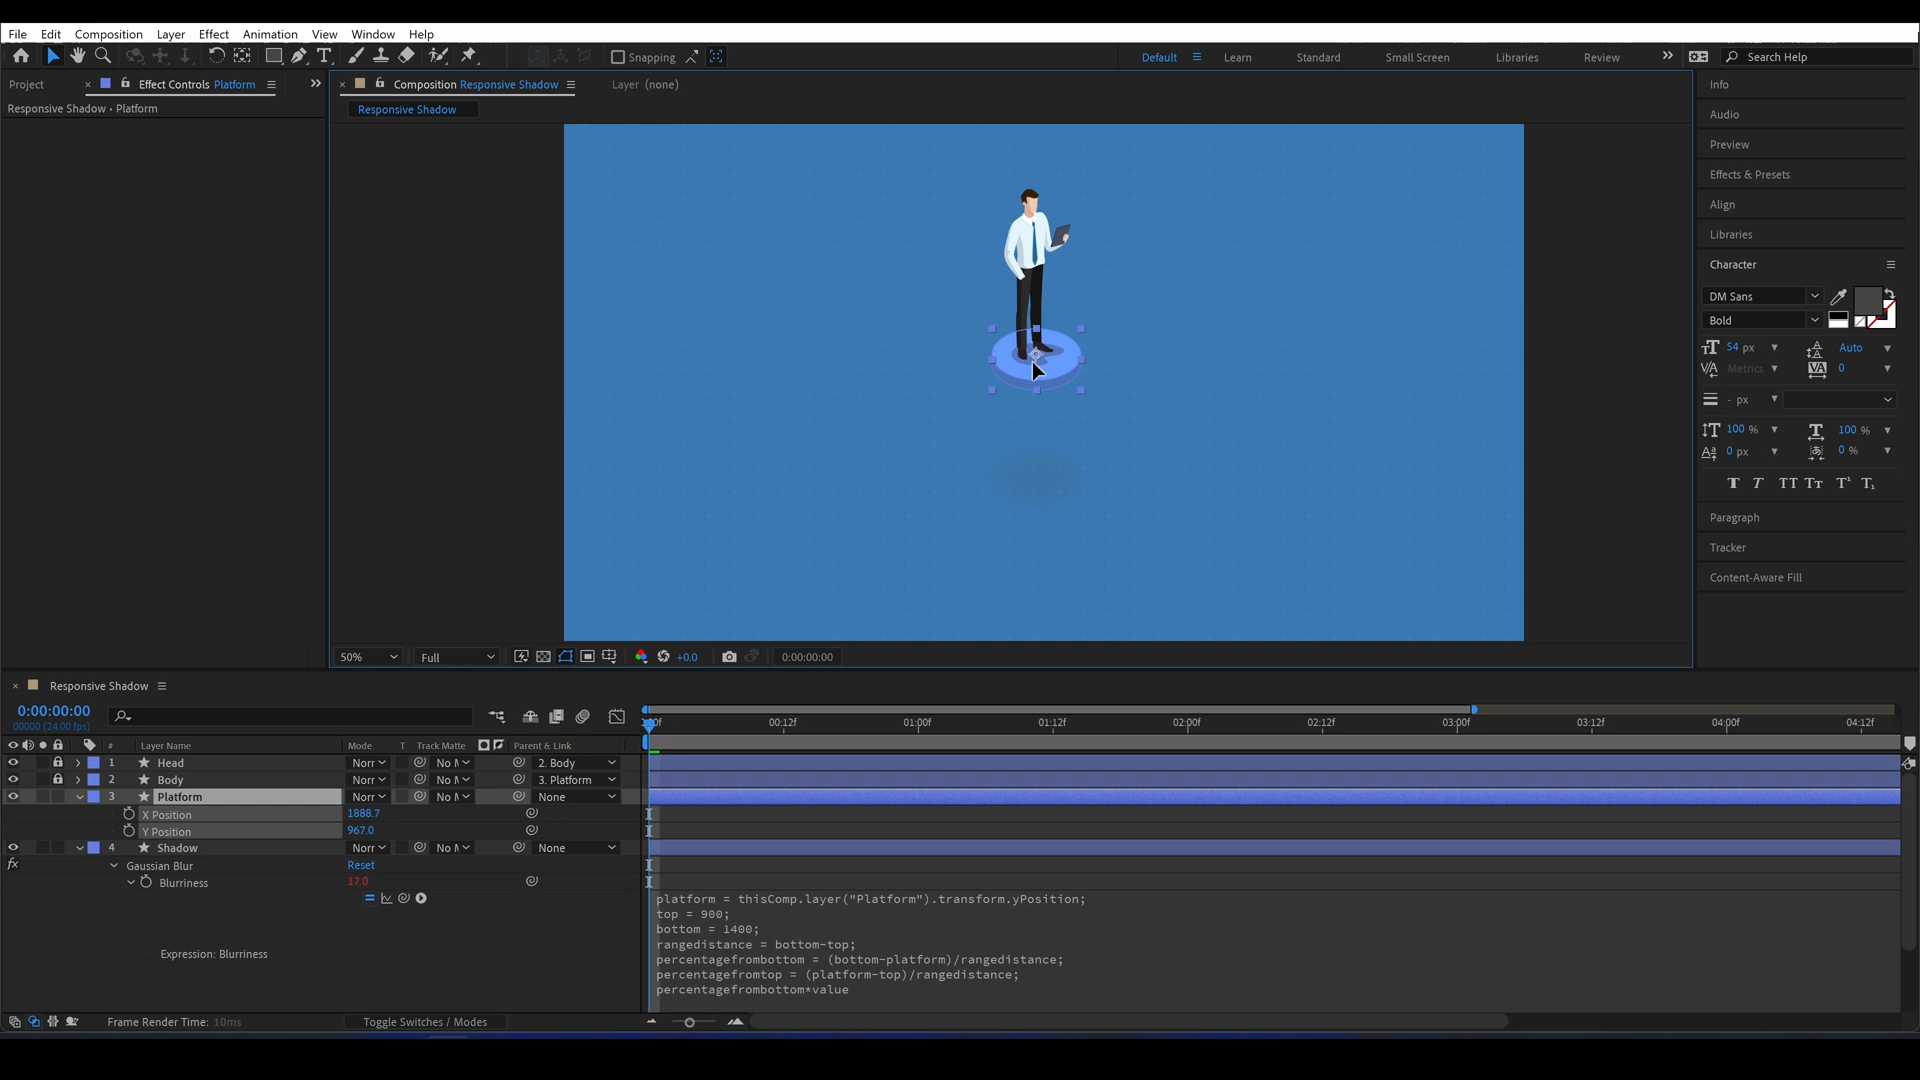 File Edit Composition Layer Effect Animation View Window Help
Snapping Default Learn Standard Small Screen Libraries Review Search Help
Project Effect Controls Platform Composition Responsive Shadow Layer (none) Info
Responsive Shadow • Platform Responsive Shadow
Audio
Preview
Effects & Presets
Align
Libraries
Character
DM Sans
Bold
54 px Auto
Metrics 0
- px
100 % 100 %
0 px 0 %
T T TT Tт T¹ T₁
Paragraph
Tracker
Content-Aware Fill
50% Full +0.0 0:00:00:00
Responsive Shadow
0:00:00:00
00000 (24.00 fps)
00:12f 01:00f 01:12f 02:00f 02:12f 03:00f 03:12f 04:00f 04:12f
# Layer Name Mode T Track Matte Parent & Link
1 Head Norr No M 2. Body
2 Body Norr No M 3. Platform
3 Platform Norr No M None
X Position 1888.7
Y Position 967.0
4 Shadow Norr No M None
fx Gaussian Blur Reset
Blurriness 17.0
Expression: Blurriness
platform = thisComp.layer("Platform").transform.yPosition;
top = 900;
bottom = 1400;
rangedistance = bottom-top;
percentagefrombottom = (bottom-platform)/rangedistance;
percentagefromtop = (platform-top)/rangedistance;
percentagefrombottom*value
Frame Render Time: 10ms Toggle Switches / Modes